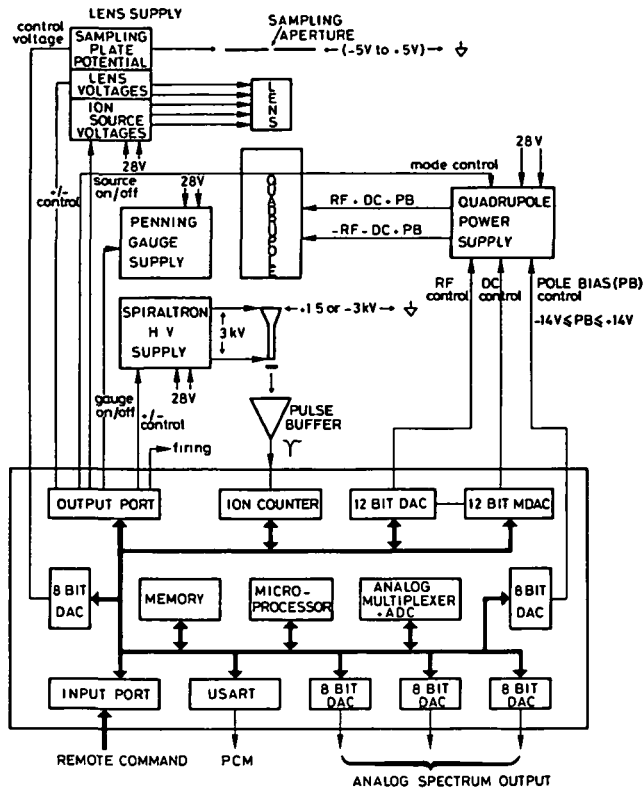 LENS SUPPLY
control voltage
SAMPLING PLATE POTENTIAL
SAMPLING APERTURE
(-5V to +5V)
LENS VOLTAGES
ION SOURCE VOLTAGES
LENS
28V
+/- control
source on/off
28V
PENNING GAUGE SUPPLY
QUADRUPOLE
mode control
28V
RF + DC + PB
-RF - DC + PB
QUADRUPOLE POWER SUPPLY
RF control
DC control
POLE BIAS (PB) control
-14V ≤ PB ≤ +14V
SPIRALTRON H V SUPPLY
3kV
+1 5 or -3kV
28V
gauge on/off
+/- control
firing
PULSE BUFFER
OUTPUT PORT
ION COUNTER
12 BIT DAC
12 BIT MDAC
8 BIT DAC
MEMORY
MICRO-PROCESSOR
ANALOG MULTIPLEXER + ADC
8 BIT DAC
INPUT PORT
USART
8 BIT DAC
8 BIT DAC
8 BIT DAC
REMOTE COMMAND
PCM
ANALOG SPECTRUM OUTPUT